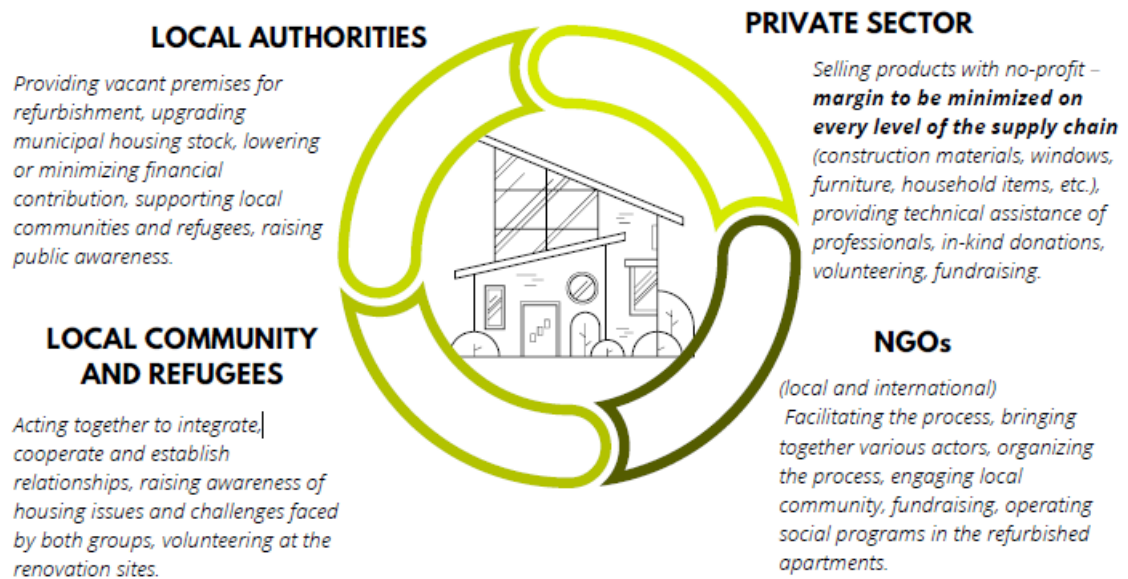 LOCAL AUTHORITIES
Providing vacant premises for
refurbishment, upgrading
municipal housing stock, lowering
or minimizing financial
contribution, supporting local
communities and refugees, raising
public awareness.
PRIVATE SECTOR
Selling products with no-profit –
margin to be minimized on
every level of the supply chain
(construction materials, windows,
furniture, household items, etc.),
providing technical assistance of
professionals, in-kind donations,
volunteering, fundraising.
LOCAL COMMUNITY
AND REFUGEES
Acting together to integrate,
cooperate and establish
relationships, raising awareness of
housing issues and challenges faced
by both groups, volunteering at the
renovation sites.
NGOs
(local and international)
Facilitating the process, bringing
together various actors, organizing
the process, engaging local
community, fundraising, operating
social programs in the refurbished
apartments.